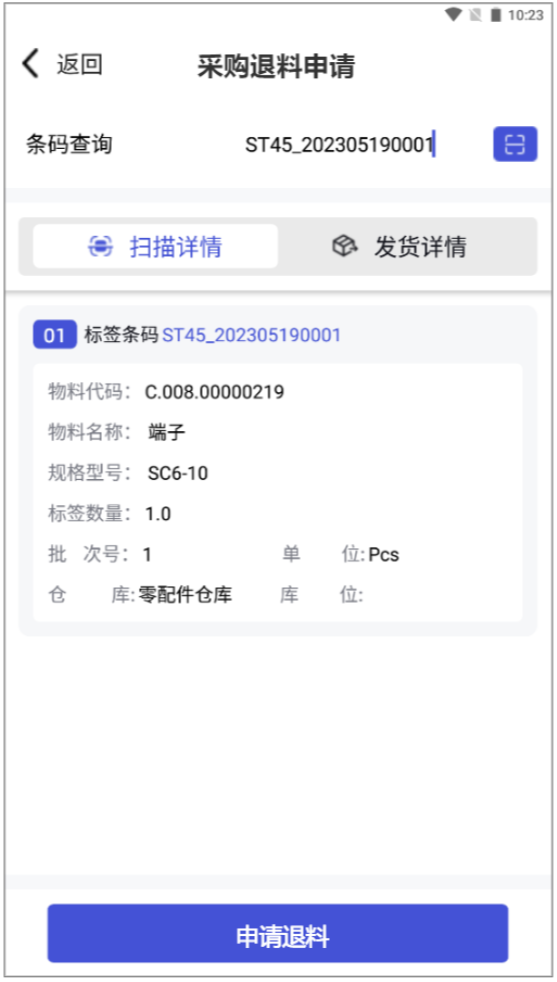 10:23
返回 采购退料申请
条码查询 ST45_202305190001
扫描详情 发货详情
01 标签条码 ST45_202305190001
物料代码： C.008.00000219
物料名称： 端子
规格型号： SC6-10
标签数量： 1.0
批 次号： 1 单 位: Pcs
仓 库: 零配件仓库 库 位:
申请退料